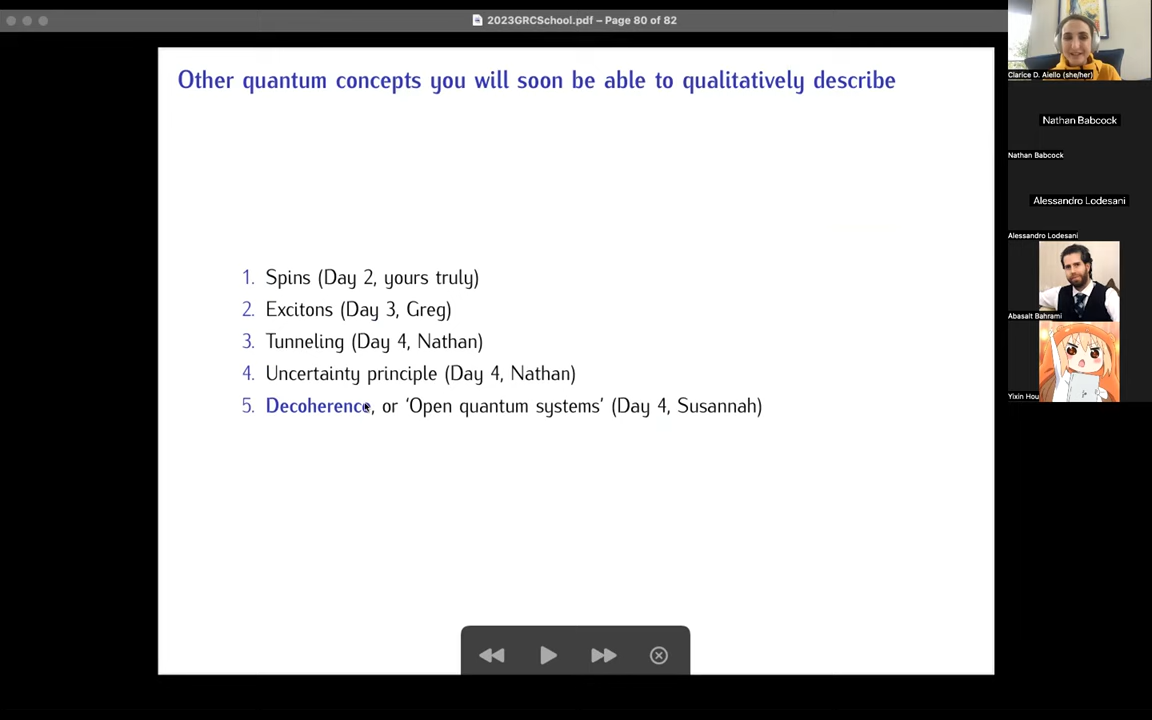 2023GRCSchool.pdf – Page 80 of 82
Other quantum concepts you will soon be able to qualitatively describe
1. Spins (Day 2, yours truly)
2. Excitons (Day 3, Greg)
3. Tunneling (Day 4, Nathan)
4. Uncertainty principle (Day 4, Nathan)
5. Decoherence, or ‘Open quantum systems’ (Day 4, Susannah)
Clarice D. Aiello (she/her)
Nathan Babcock
Nathan Babcock
Alessandro Lodesani
Alessandro Lodesani
Abasalt Bahrami
Yixin Hou